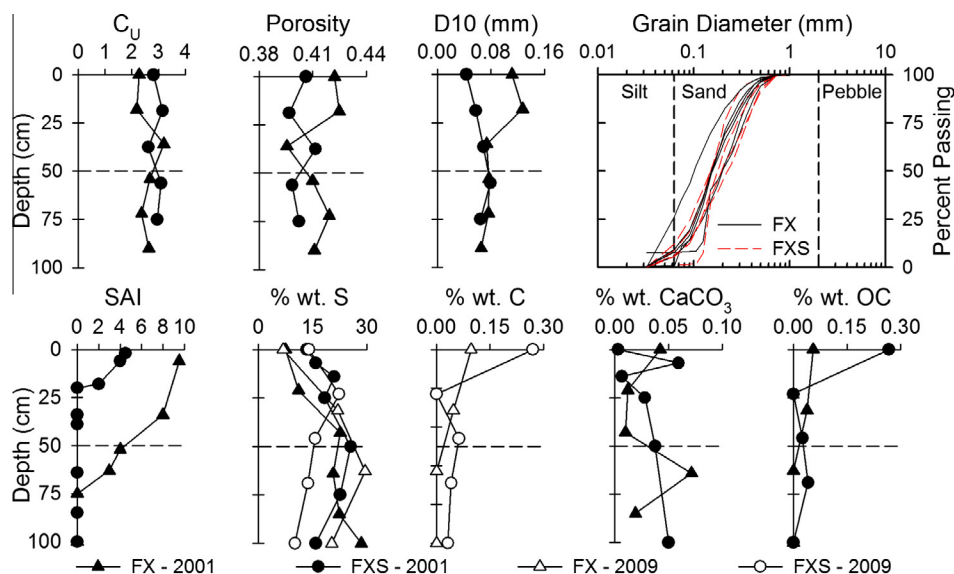 C_U Porosity D10 (mm) Grain Diameter (mm)
0 1 2 3 4 0.38 0.41 0.44 0.00 0.08 0.16 0.01 0.1 1 10
0 100
Silt Sand Pebble
25 75
50 50
75 25
FX
FXS
100 0
Depth (cm)
Percent Passing
SAI % wt. S % wt. C % wt. CaCO₃ % wt. OC
0 2 4 6 8 10 0 15 30 0.00 0.15 0.30 0.00 0.05 0.10 0.00 0.15 0.30
0
25
50
75
100
Depth (cm)
FX - 2001 FXS - 2001 FX - 2009 FXS - 2009